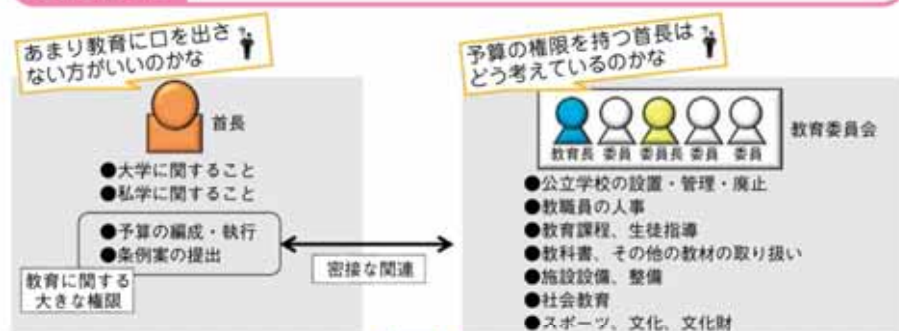 あまり教育に口を出さ
ない方がいいのかな
首長
●大学に関すること
●私学に関すること
●予算の編成・執行
●条例案の提出
教育に関する
大きな権限
密接な関連
予算の権限を持つ首長は
どう考えているのかな
教育長 委員 委員長 委員 委員
教育委員会
●公立学校の設置・管理・廃止
●教職員の人事
●教育課程、生徒指導
●教科書、その他の教材の取り扱い
●施設設備、整備
●社会教育
●スポーツ、文化、文化財